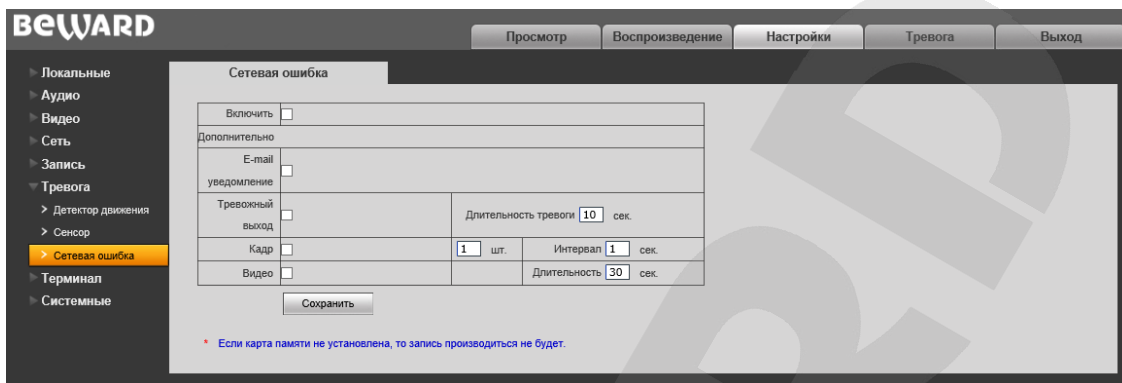 BEWARD
Просмотр Воспроизведение Настройки Тревога Выход
Локальные
Аудио
Видео
Сеть
Запись
Тревога
> Детектор движения
> Сенсор
> Сетевая ошибка
Терминал
Системные
Сетевая ошибка
Включить
Дополнительно
E-mail
уведомление
Тревожный
выход
Длительность тревоги 10 сек.
Кадр 1 шт. Интервал 1 сек.
Видео Длительность 30 сек.
Сохранить
* Если карта памяти не установлена, то запись производиться не будет.
RD